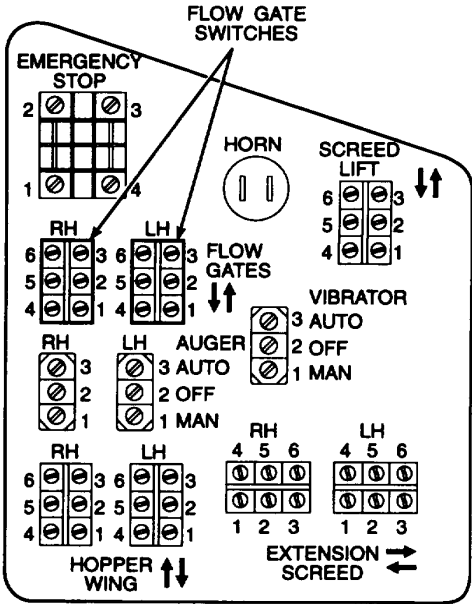 FLOW GATE
SWITCHES
EMERGENCY
STOP
2 3
1 4
HORN
SCREED
LIFT
6 3
5 2
4 1
RH LH
6 3 6 3
5 2 5 2
4 1 4 1
FLOW
GATES
VIBRATOR
3 AUTO
2 OFF
1 MAN
RH LH AUGER
3 3 AUTO
2 2 OFF
1 1 MAN
RH LH
6 3 6 3
5 2 5 2
4 1 4 1
HOPPER
WING
RH LH
4 5 6 4 5 6
1 2 3 1 2 3
EXTENSION
SCREED